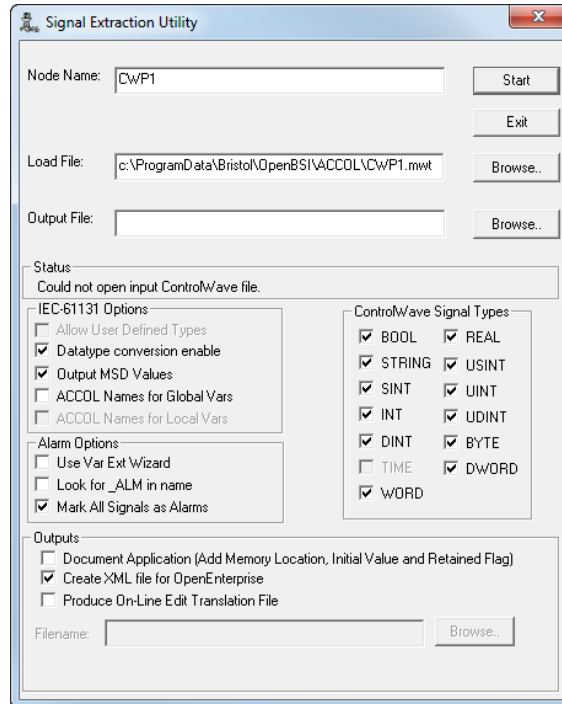 Signal Extraction Utility
Node Name: CWP1 Start
Exit
Load File: c:\ProgramData\Bristol\OpenBSI\ACCOL\CWP1.mwt Browse..
Output File: Browse..
Status
Could not open input ControlWave file.
IEC-61131 Options
Allow User Defined Types
Datatype conversion enable
Output MSD Values
ACCOL Names for Global Vars
ACCOL Names for Local Vars
Alarm Options
Use Var Ext Wizard
Look for _ALM in name
Mark All Signals as Alarms
ControlWave Signal Types
BOOL REAL
STRING USINT
SINT UINT
INT UDINT
DINT BYTE
TIME DWORD
WORD
Outputs
Document Application (Add Memory Location, Initial Value and Retained Flag)
Create XML file for OpenEnterprise
Produce On-Line Edit Translation File
Filename: Browse..